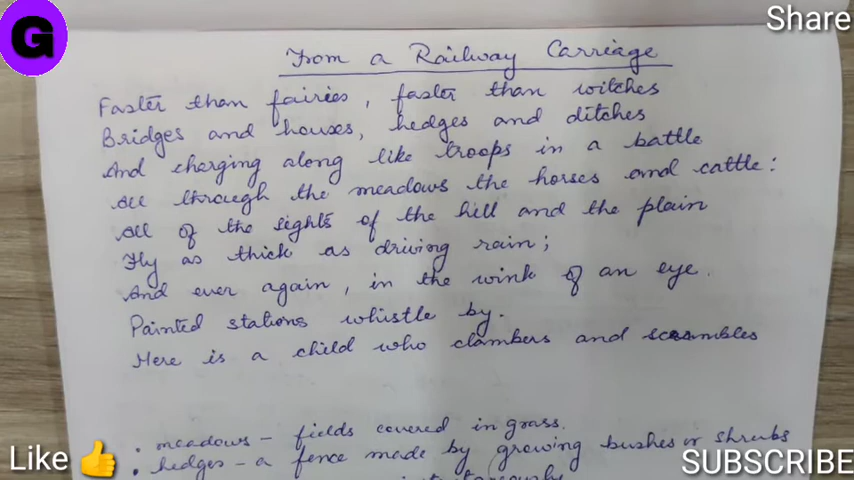 G
Share
From a Railway Carriage
Faster than fairies, faster than witches
Bridges and houses, hedges and ditches
And charging along like troops in a battle
All through the meadows the horses and cattle:
All of the sights of the hill and the plain
Fly as thick as driving rain;
And ever again, in the wink of an eye.
Painted stations whistle by.
Here is a child who clambers and scrambles
• meadows - fields covered in grass.
• hedges - a fence made by growing bushes or shrubs
Like
SUBSCRIBE